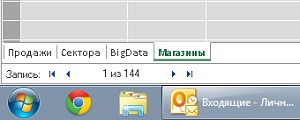 Продажи Сектора BigData Магазины
Запись: 1 из 144
Входящие - Личн...